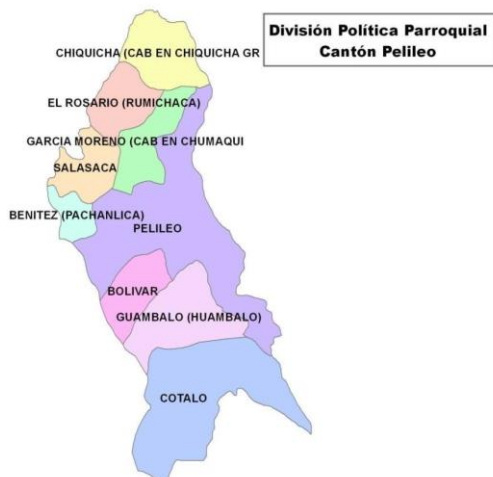 División Política Parroquial
Cantón Pelileo
CHIQUICHA (CAB EN CHIQUICHA GR
EL ROSARIO (RUMICHACA)
GARCIA MORENO (CAB EN CHUMAQUI
SALASACA
BENITEZ (PACHANLICA)
PELILEO
BOLIVAR
GUAMBALO (HUAMBALO)
COTALO